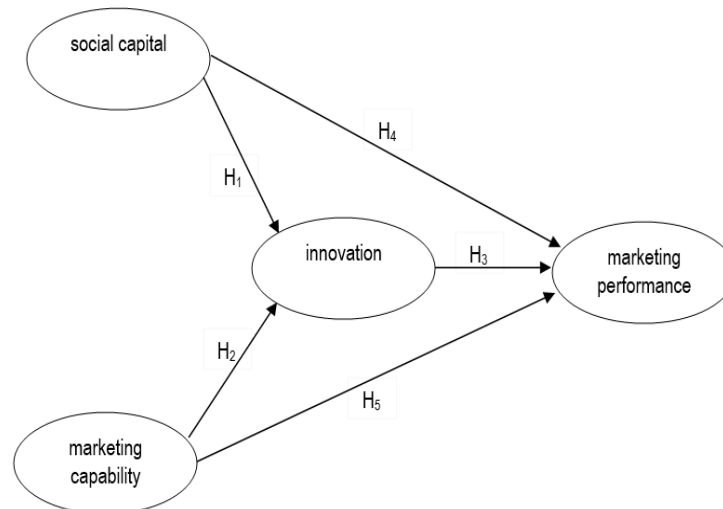 social capital
H₄
H₁
innovation
H₃
marketing
performance
H₂
H₅
marketing
capability